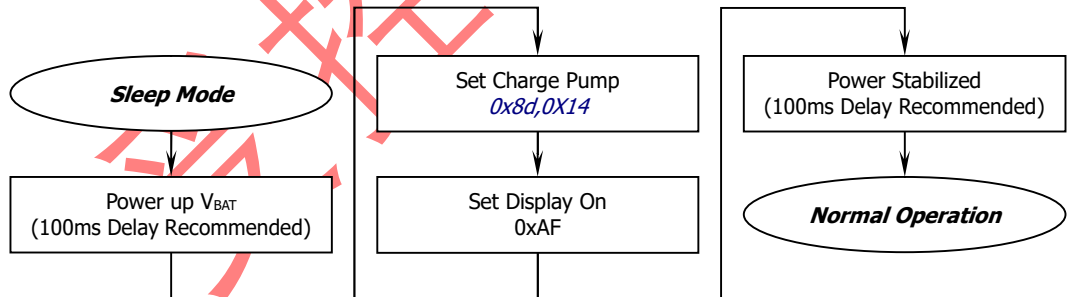 Sleep Mode
Power up VBAT
(100ms Delay Recommended)
Set Charge Pump
0x8d,0X14
Set Display On
0xAF
Power Stabilized
(100ms Delay Recommended)
Normal Operation